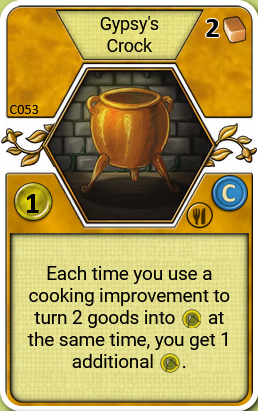 Gypsy's
Crock
2
C053
1
C
Each time you use a
cooking improvement to
turn 2 goods into at
the same time, you get 1
additional .